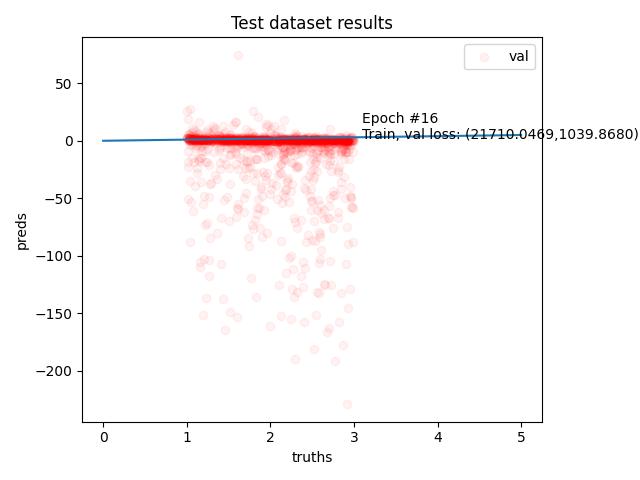 Test dataset results
val
Epoch #16
Train, val loss: (21710.0469,1039.8680)
50
0
−50
−100
−150
−200
preds
0 1 2 3 4 5
truths